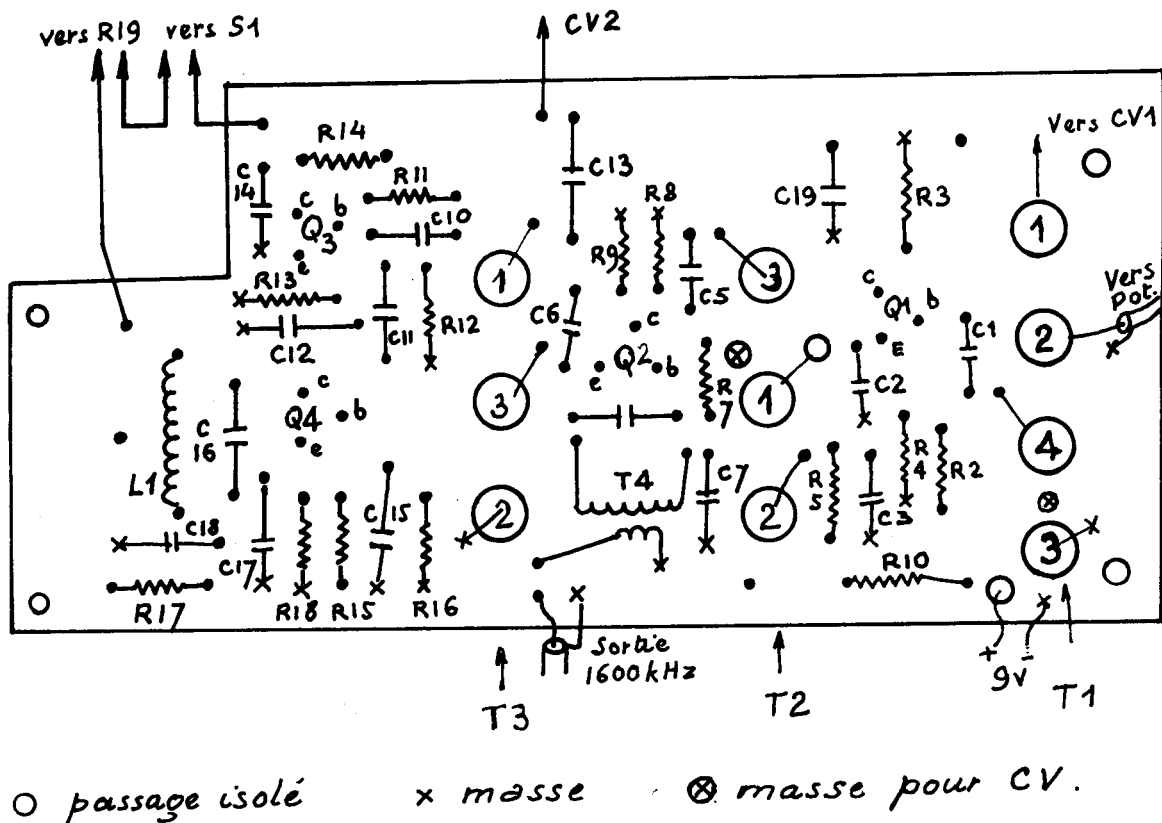 vers R19 vers S1
CV2
Vers CV1
R14
C13
C
14
R11
C10
c
b
Q3
e
C19
R3
R8
R9
1
3
1
R13
C12
C11
R12
C6
C5
c
Q1
b
E
Vers
pot.
2
C1
c
Q2
e
b
R
7
1
C2
c
Q4
b
e
3
4
L1
C
16
T4
C7
R
5
R
4
R2
C3
2
2
C18
C17
C
15
R10
3
R17
R18
R15
R16
Sortie
1600kHz
+
9v
-
T3
T2
T1
passage isolé
x masse
masse pour CV.